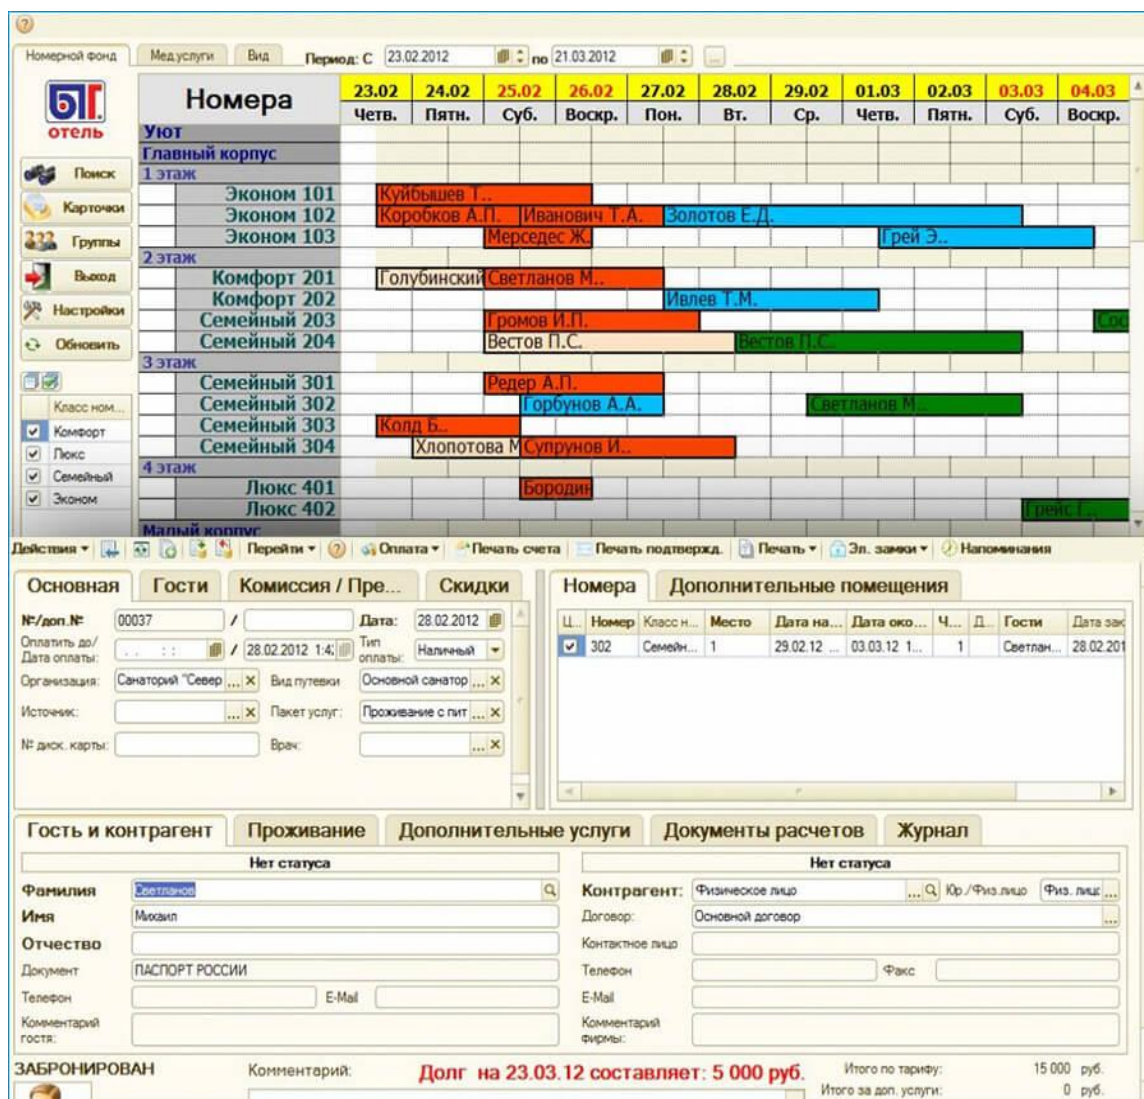 Номерной фонд Мед.услуги Вид Период: С 23.02.2012 по 21.03.2012 ...
БГ
отель
Номера 23.02 24.02 25.02 26.02 27.02 28.02 29.02 01.03 02.03 03.03 04.03
Четв. Пятн. Суб. Воскр. Пон. Вт. Ср. Четв. Пятн. Суб. Воскр.
Уют
Главный корпус
1 этаж
Поиск
Эконом 101 Куйбышев Т..
Карточки
Эконом 102 Коробков А.П. Иванович Т.А. Золотов Е.Д.
Группы
Эконом 103 Мерседес Ж. Грей Э..
2 этаж
Выход
Комфорт 201 Голубинский Светланов М..
Комфорт 202 Ивлев Т.М.
Настройки
Семейный 203 Громов И.П. Сос
Обновить
Семейный 204 Вестов П.С. Вестов П.С.
3 этаж
Семейный 301 Редер А.П.
Класс ном...
Семейный 302 Горбунов А.А. Светланов М..
Комфорт
Семейный 303 Колд Б..
Люкс
Семейный 304 Хлопотова М Супрунов И..
Семейный
4 этаж
Люкс 401 Бородин
Эконом
Люкс 402 Грейс Г..
Малый корпус
Действия Перейти Оплата Печать счета Печать подтвержд. Печать Эл. замки Напоминания
Основная Гости Комиссия / Пре... Скидки
№/доп.№ 00037 / Дата: 28.02.2012
Оплатить до/ Дата оплаты: . . : : / 28.02.2012 1:4 Тип оплаты: Наличный
Организация: Санаторий "Север ... Вид путевки Основной санатор ...
Источник: ... Пакет услуг: Проживание с пит ...
№ диск. карты: Врач: ...
Номера Дополнительные помещения
Ц... Номер Класс н... Место Дата на... Дата око... Ч... Д... Гости Дата зак
302 Семейн... 1 29.02.12 ... 03.03.12 1... 1 Светлан... 28.02.201
Гость и контрагент Проживание Дополнительные услуги Документы расчетов Журнал
Нет статуса
Фамилия Светланов
Имя Михаил
Отчество
Документ ПАСПОРТ РОССИИ
Телефон E-Mail
Комментарий гостя:
Нет статуса
Контрагент: Физическое лицо ... Юр./Физ.лицо Физ. лицо ...
Договор: Основной договор ...
Контактное лицо
Телефон Факс
E-Mail
Комментарий фирмы:
ЗАБРОНИРОВАН Комментарий: Долг на 23.03.12 составляет: 5 000 руб. Итого по тарифу: 15 000 руб.
Итого за доп. услуги: 0 руб.